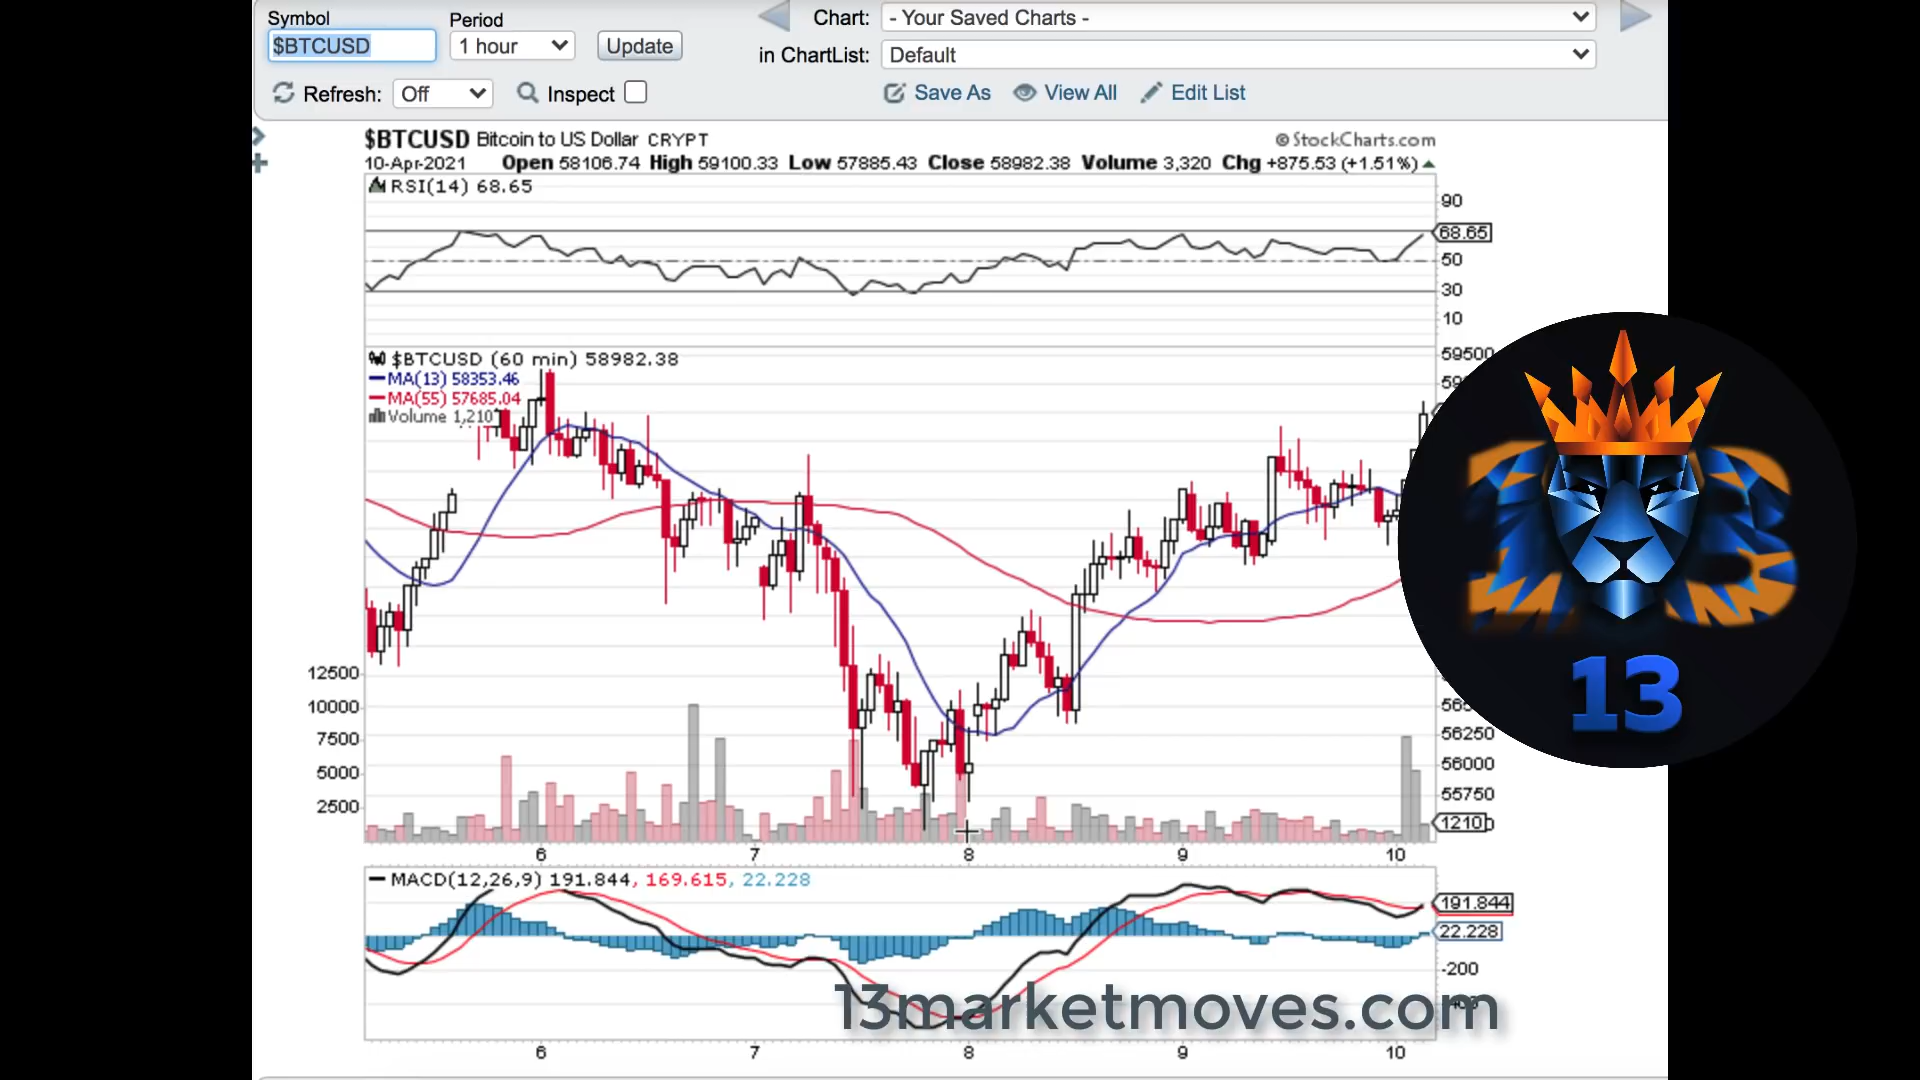 Symbol
Period
Chart: - Your Saved Charts -
$BTCUSD
1 hour
Update
in ChartList: Default
Refresh: Off
Inspect
Save As
View All
Edit List
$BTCUSD Bitcoin to US Dollar CRYPT
© StockCharts.com
10-Apr-2021 Open 58106.74 High 59100.33 Low 57885.43 Close 58982.38 Volume 3,320 Chg +875.53 (+1.51%)
RSI(14) 68.65
90
68.65
50
30
10
$BTCUSD (60 min) 58982.38
59500
MA(13) 58353.46
MA(55) 57685.04
Volume 1,210
13
13
12500
10000
7500
5000
2500
56250
56000
55750
1210
6 7 8 9 10
MACD(12,26,9) 191.844, 169.615, 22.228
191.844
22.228
-200
13marketmoves.com
6 7 8 9 10